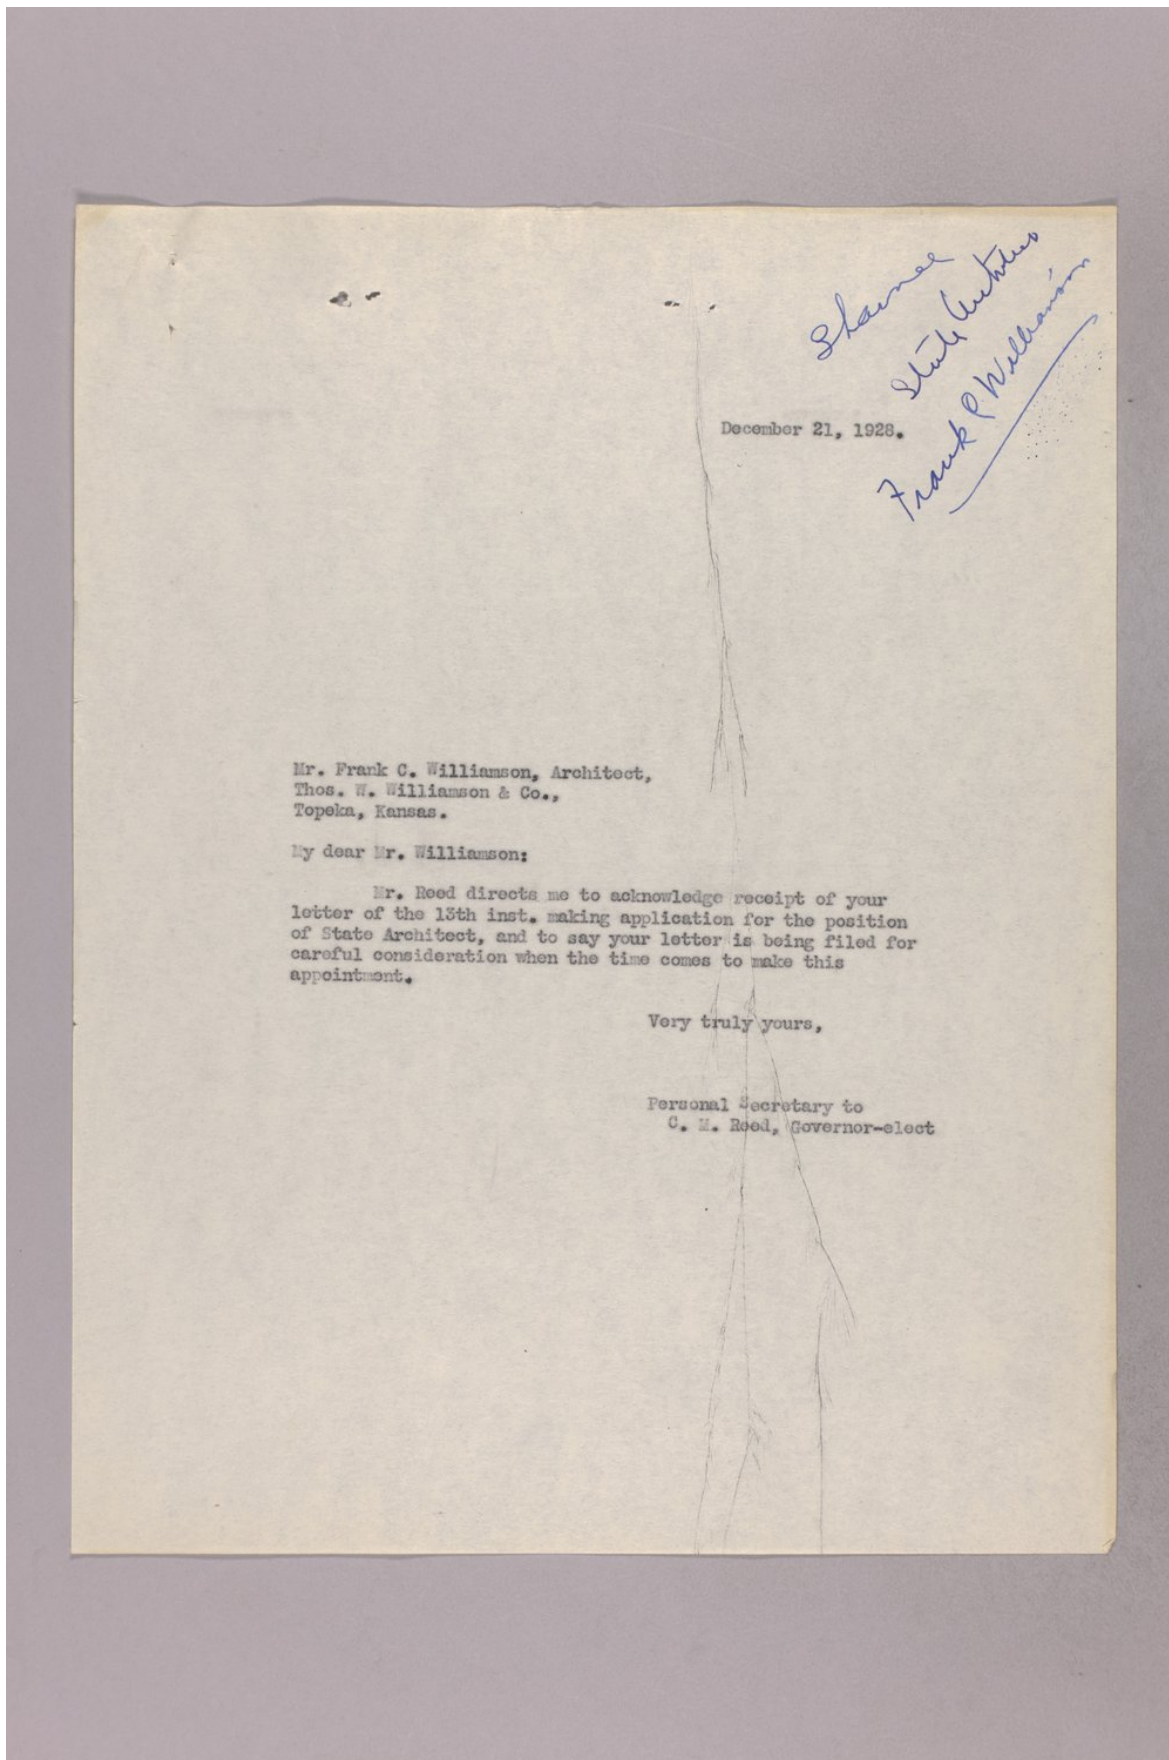 Shawnee
State Architect
Frank C Williamson
December 21, 1928.
Mr. Frank C. Williamson, Architect,
Thos. W. Williamson & Co.,
Topeka, Kansas.
My dear Mr. Williamson:
Mr. Reed directs me to acknowledge receipt of your
letter of the 13th inst. making application for the position
of State Architect, and to say your letter is being filed for
careful consideration when the time comes to make this
appointment.
Very truly yours,
Personal Secretary to
C. M. Reed, Governor-elect